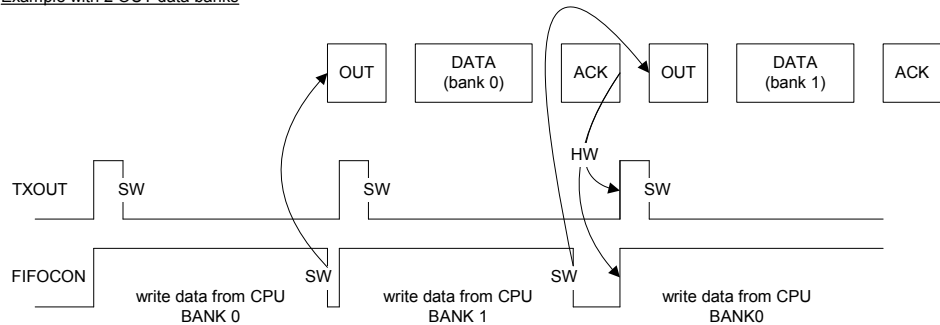 Example with 2 OUT data banks
OUT
DATA
(bank 0)
ACK
OUT
DATA
(bank 1)
ACK
HW
TXOUT
SW
SW
SW
FIFOCON
SW
SW
write data from CPU
BANK 0
write data from CPU
BANK 1
write data from CPU
BANK0